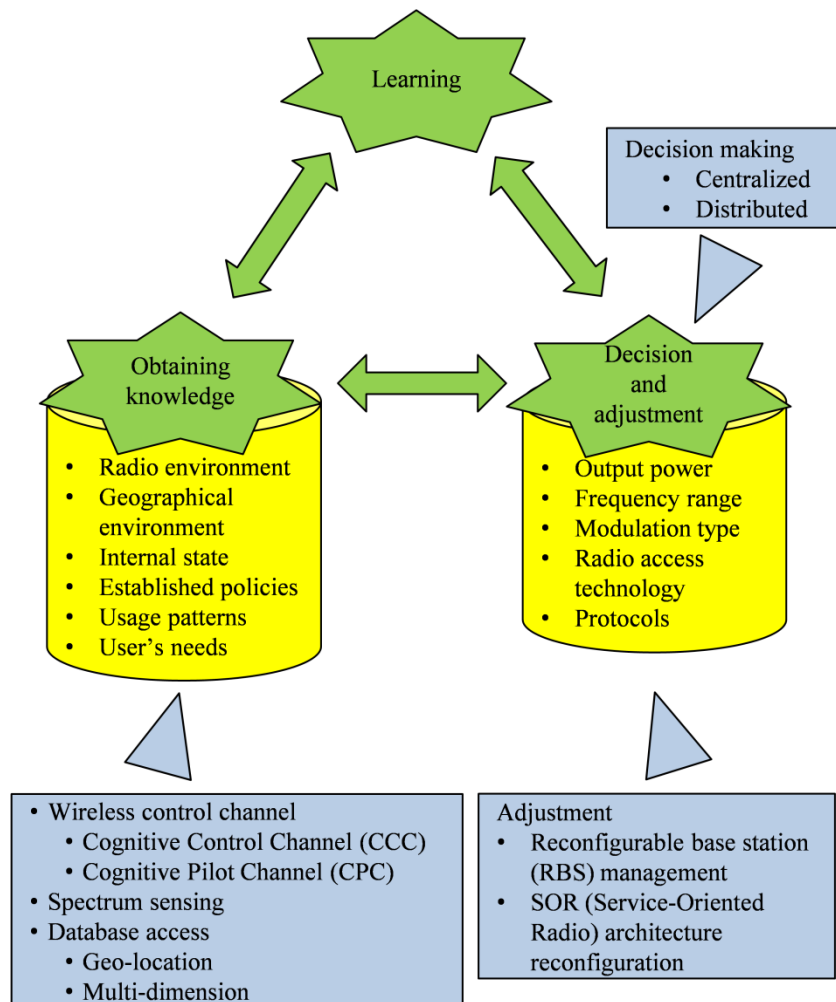 Learning
Decision making
• Centralized
• Distributed
Obtaining
knowledge
Decision
and
adjustment
• Radio environment
• Geographical
environment
• Internal state
• Established policies
• Usage patterns
• User’s needs
• Output power
• Frequency range
• Modulation type
• Radio access
technology
• Protocols
• Wireless control channel
• Cognitive Control Channel (CCC)
• Cognitive Pilot Channel (CPC)
• Spectrum sensing
• Database access
• Geo-location
• Multi-dimension
Adjustment
• Reconfigurable base station
(RBS) management
• SOR (Service-Oriented
Radio) architecture
reconfiguration